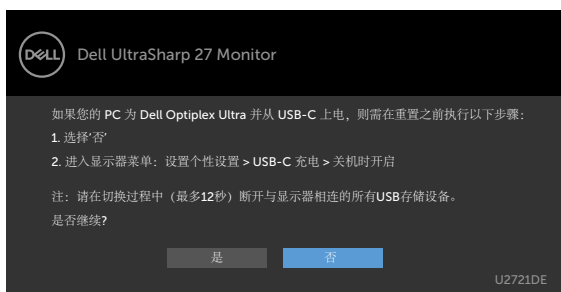 DELL
Dell UltraSharp 27 Monitor
如果您的 PC 为 Dell Optiplex Ultra 并从 USB-C 上电，则需在重置之前执行以下步骤：
1. 选择‘否’
2. 进入显示器菜单：设置个性设置 > USB-C 充电 > 关机时开启
注：请在切换过程中（最多12秒）断开与显示器相连的所有USB存储设备。
是否继续?
是 否
U2721DE